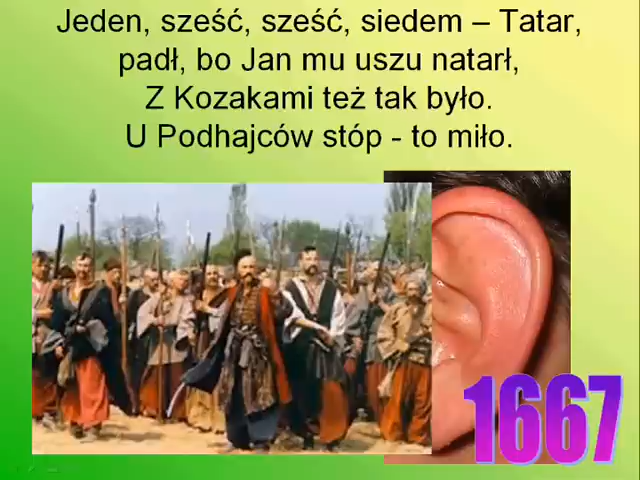 Jeden, sześć, sześć, siedem – Tatar,
padł, bo Jan mu uszu natarł,
Z Kozakami też tak było.
U Podhajców stóp - to miło.
1667